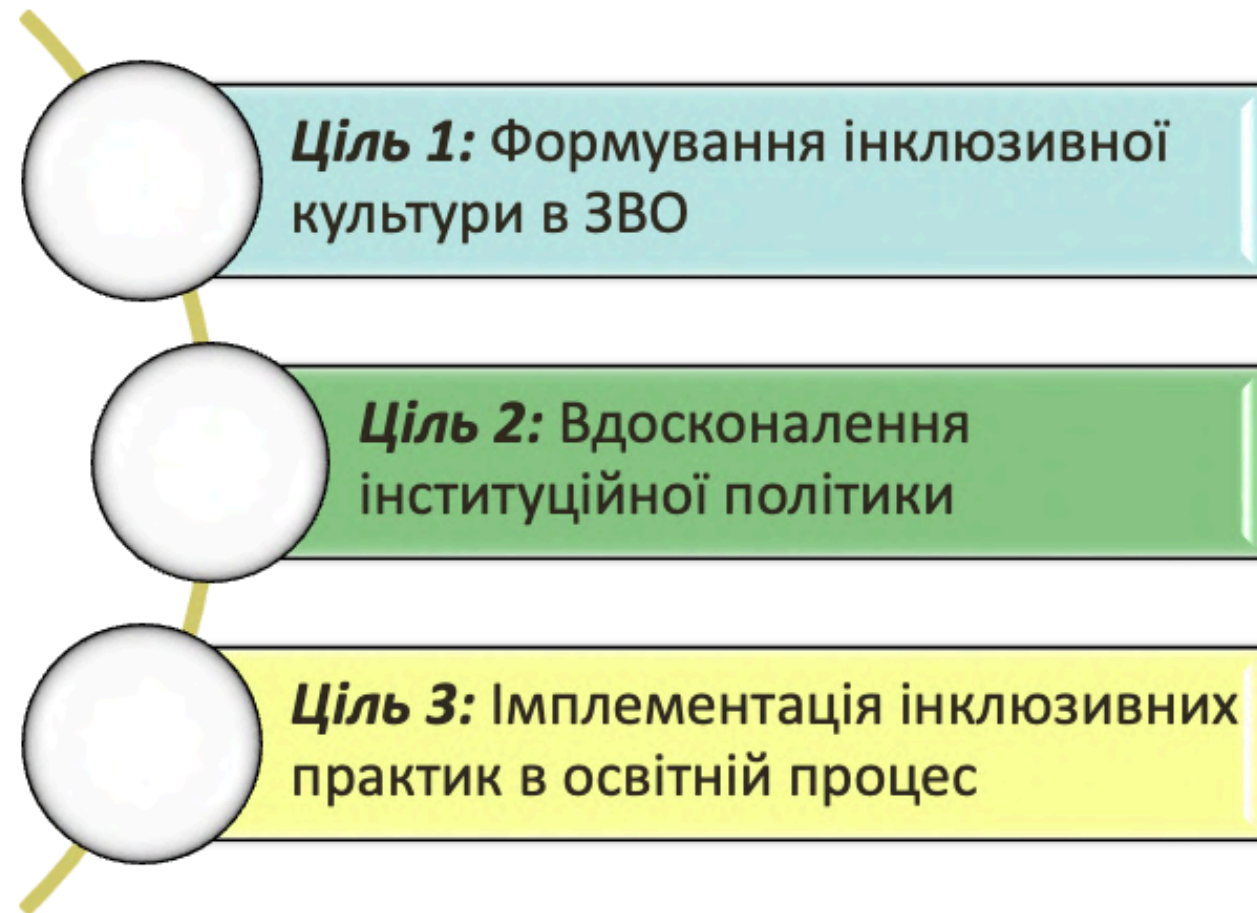 Ціль 1: Формування інклюзивної
культури в ЗВО
Ціль 2: Вдосконалення
інституційної політики
Ціль 3: Імплементація інклюзивних
практик в освітній процес